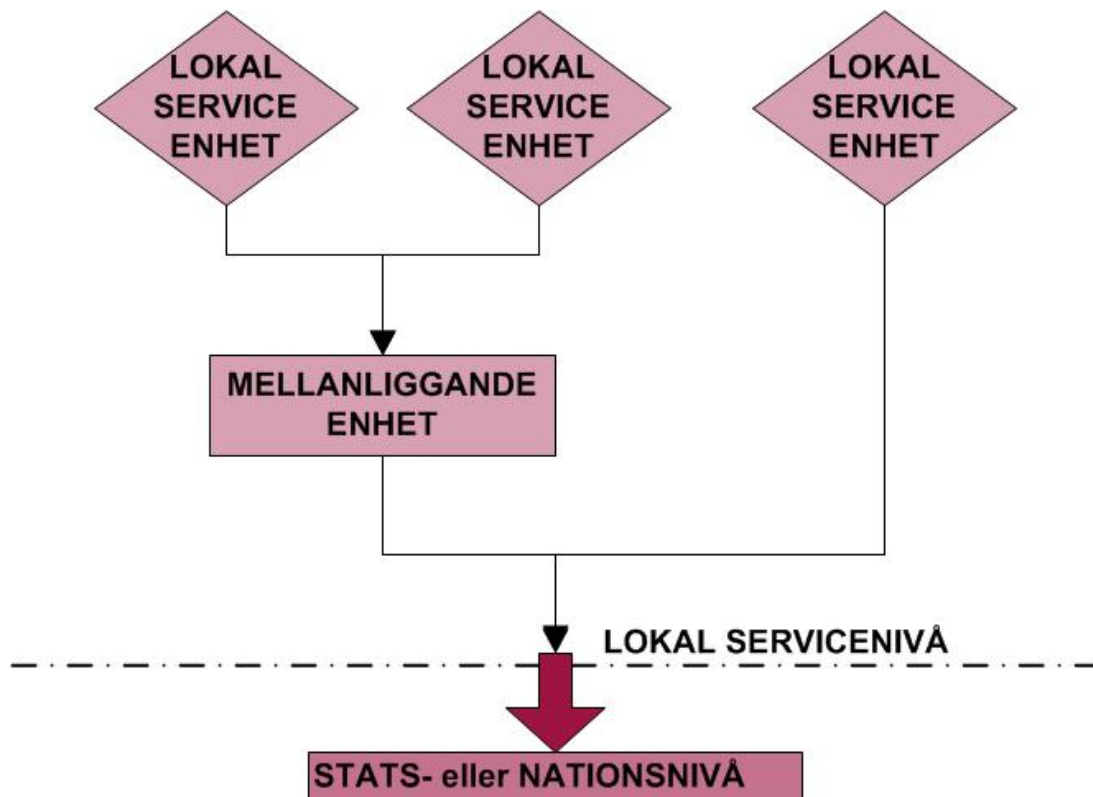 LOKAL
SERVICE
ENHET
LOKAL
SERVICE
ENHET
LOKAL
SERVICE
ENHET
MELLANLIGGANDE
ENHET
LOKAL SERVICENIVÅ
STATS- eller NATIONSNIVÅ